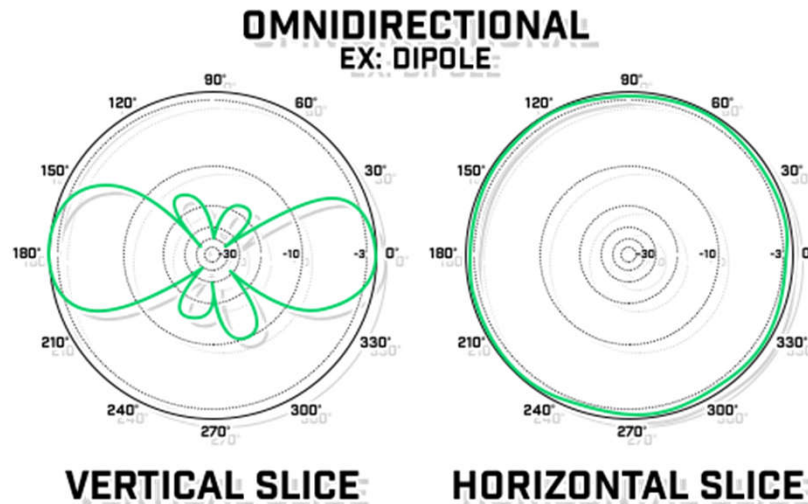 OMNIDIRECTIONAL
EX: DIPOLE
90° 90°
120° 60° 120° 60°
150° 30° 150° 30°
180° -30 -10 -3 0° 180° -30 -10 -3 0
210° 330° 210° 330°
240° 300° 240° 300°
270° 270°
VERTICAL SLICE HORIZONTAL SLICE